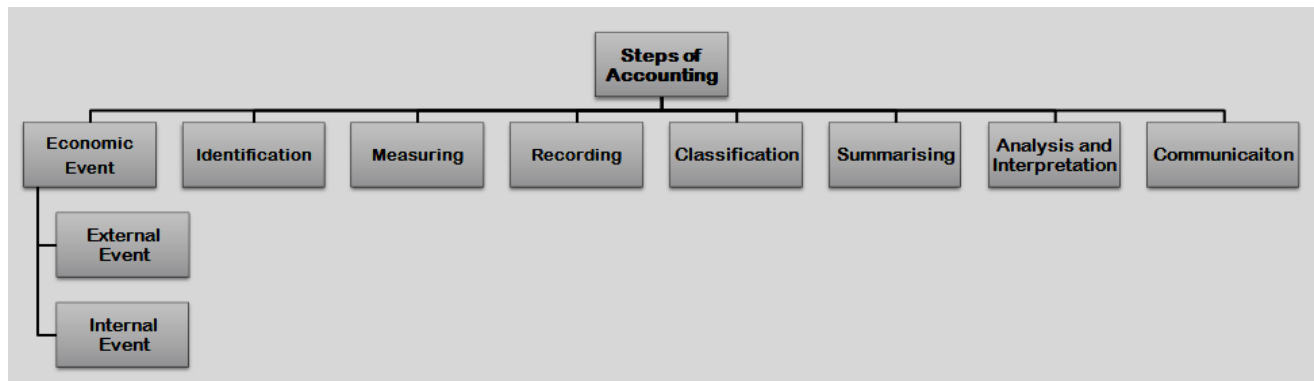 Steps of
Accounting
Economic
Event
Identification
Measuring
Recording
Classification
Summarising
Analysis and
Interpretation
Communicaiton
External
Event
Internal
Event